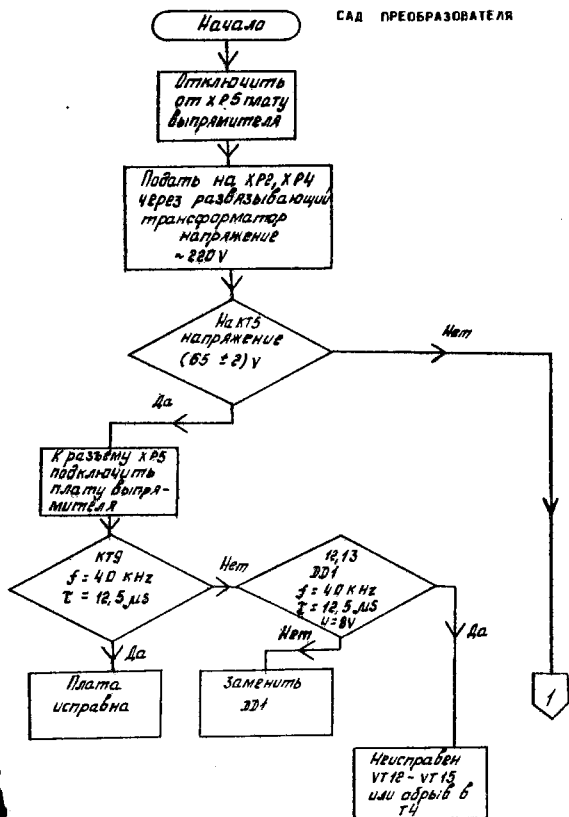 САД ПРЕОБРАЗОВАТЕЛЯ
Начало
Отключить
от XP5 плату
выпрямителя
Подать на XP2, XP4
через развязывающий
трансформатор
напряжение
~ 220 V
На КТ5
напряжение
(65 ± 2) V
Нет
Да
К разъему XP5
подключить
плату выпря-
мителя
КТ9
f = 40 kHz
τ = 12,5 μs
Нет
12,13
DD1
f = 40 kHz
τ = 12,5 μs
U = 8V
Нет
Да
Да
Плата
исправна
Заменить
DD1
1
Неисправен
VT12 - VT15
или обрыв в
T4